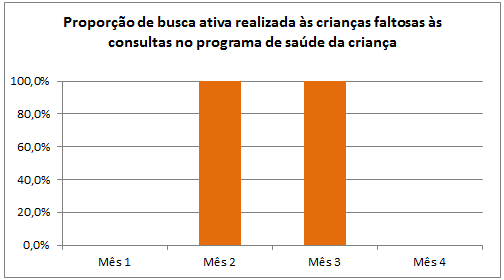 Proporção de busca ativa realizada às crianças faltosas às
consultas no programa de saúde da criança
100,0%
80,0%
60,0%
40,0%
20,0%
0,0%
Mês 1 Mês 2 Mês 3 Mês 4